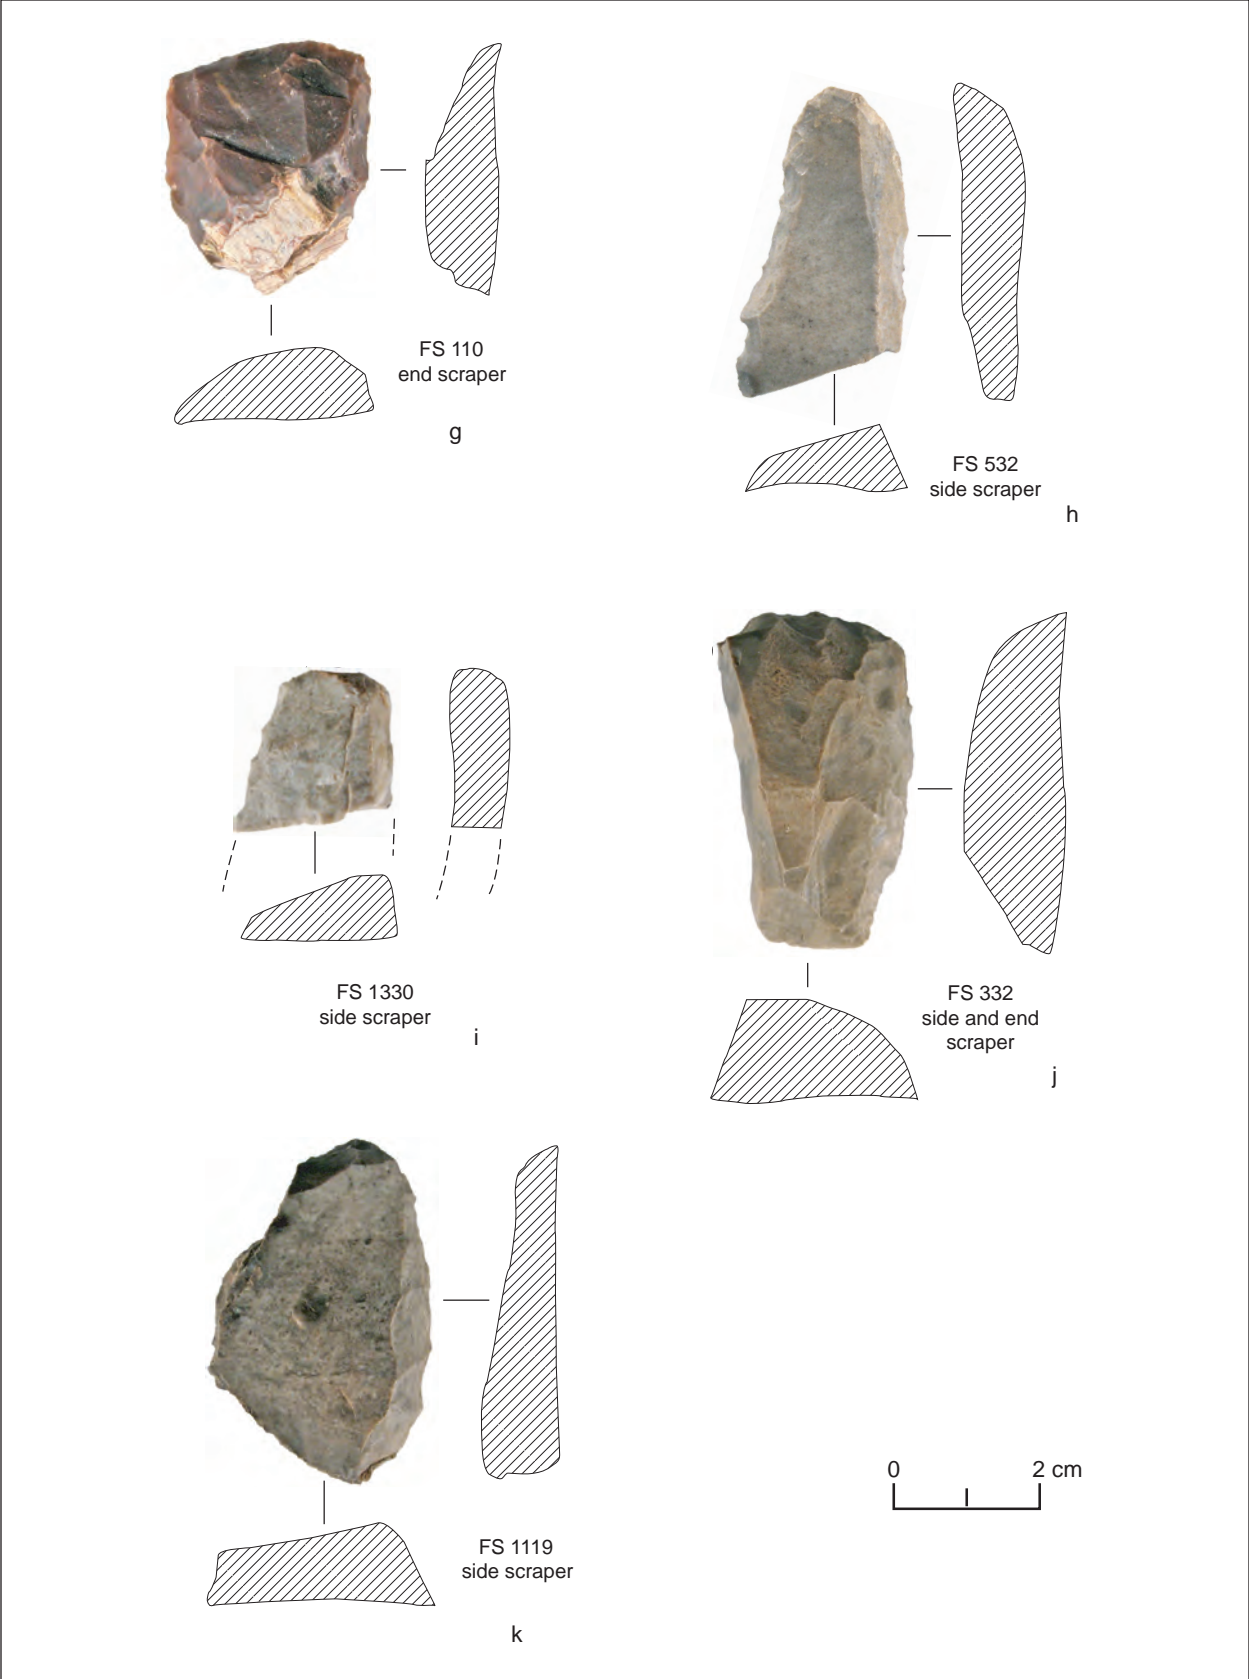 FS 110
end scraper
g
FS 532
side scraper
h
FS 1330
side scraper
i
FS 332
side and end
scraper
j
FS 1119
side scraper
k
0 2 cm